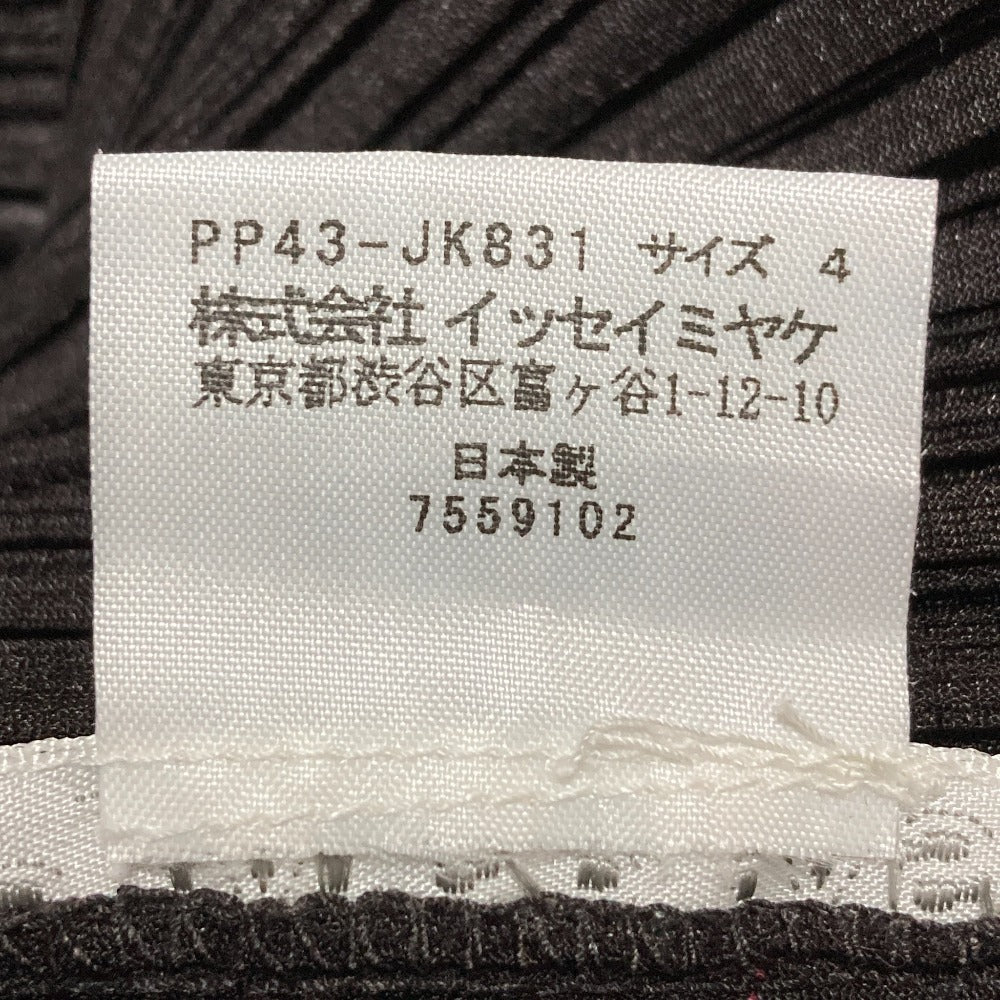 PP43-JK831 サイズ 4
株式会社 イッセイミヤケ
東京都渋谷区富ヶ谷1-12-10
日本製
7559102